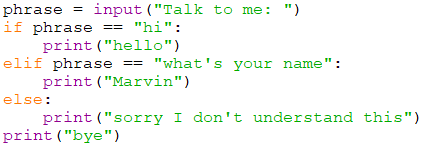 phrase = input("Talk to me: ")
if phrase == "hi":
    print("hello")
elif phrase == "what's your name":
    print("Marvin")
else:
    print("sorry I don't understand this")
print("bye")